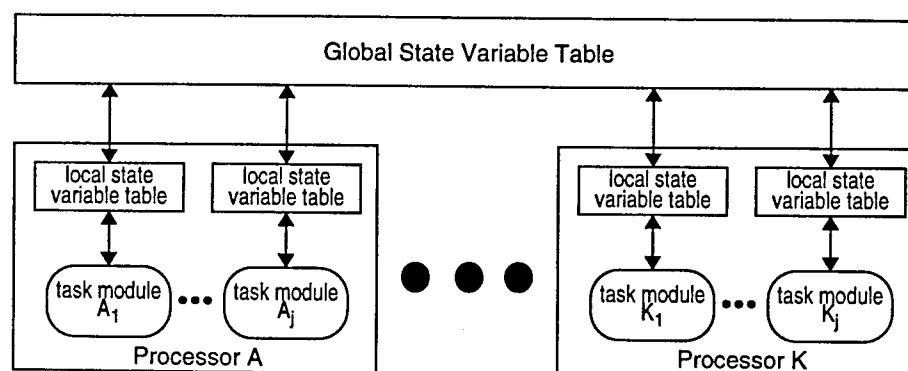 Global State Variable Table
local state
variable table
local state
variable table
local state
variable table
local state
variable table
task module
A1
•••
task module
Aj
task module
K1
•••
task module
Kj
Processor A
Processor K